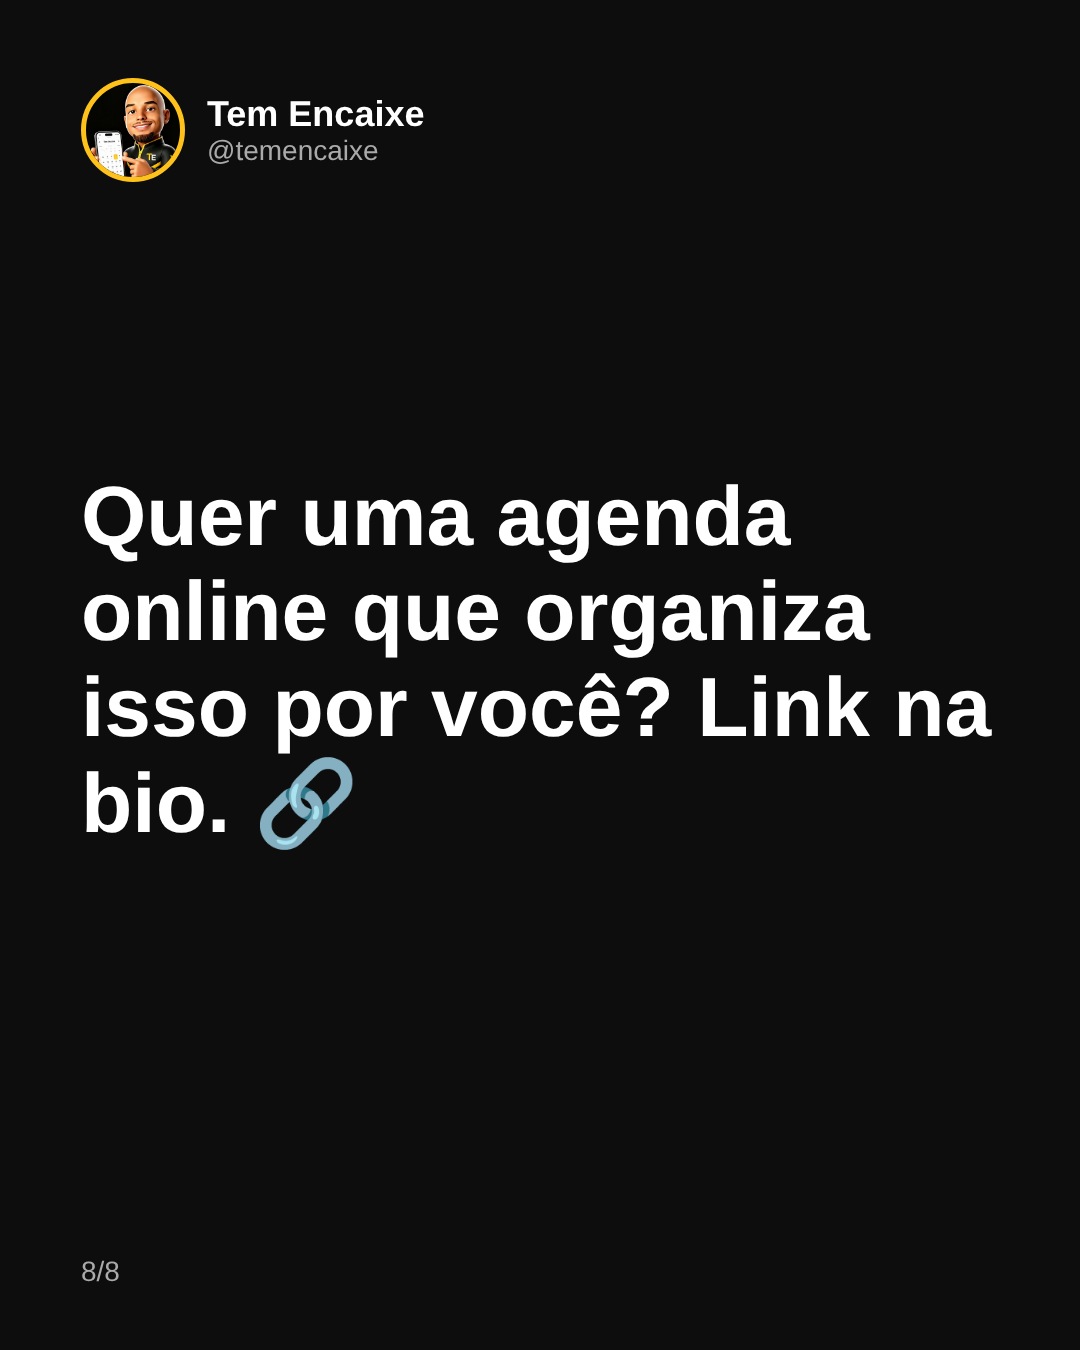 Tem Encaixe
@temencaixe
Quer uma agenda
online que organiza
isso por você? Link na
bio. 🔗
8/8